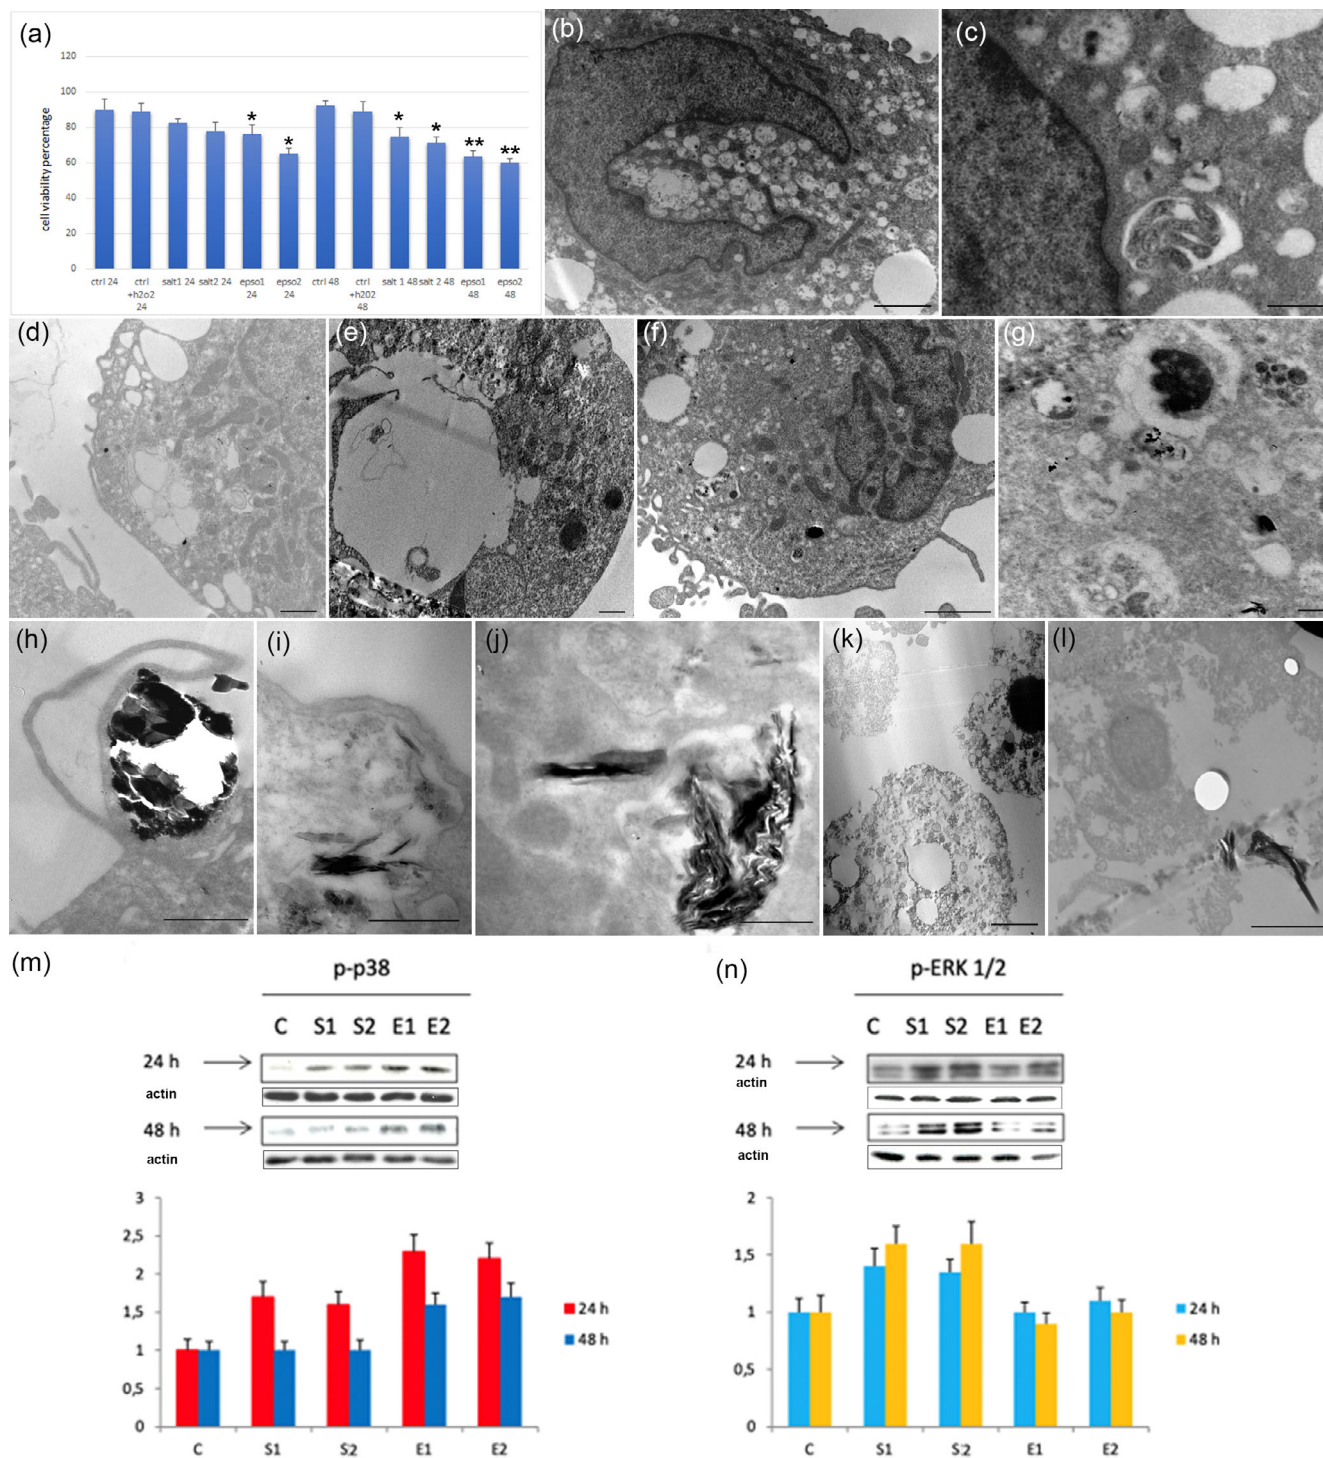 (a)
120
100
80
60
40
20
0
cell viability percentage
* * * * ** **
ctrl 24 ctrl salt1 24 salt2 24 epso1 epso2 ctrl 48 ctrl salt 1 48 salt 2 48 epso1 epso2
+h2o2 24 24 +h202 48 48
24 48
(b)
(c)
(d)
(e)
(f)
(g)
(h)
(i)
(j)
(k)
(l)
(m)
p-p38
C S1 S2 E1 E2
24 h
actin
48 h
actin
3
2,5
2
1,5
1
0,5
0
C S1 S2 E1 E2
24 h
48 h
(n)
p-ERK 1/2
C S1 S2 E1 E2
24 h
actin
48 h
actin
2
1,5
1
0,5
0
C S1 S2 E1 E2
24 h
48 h